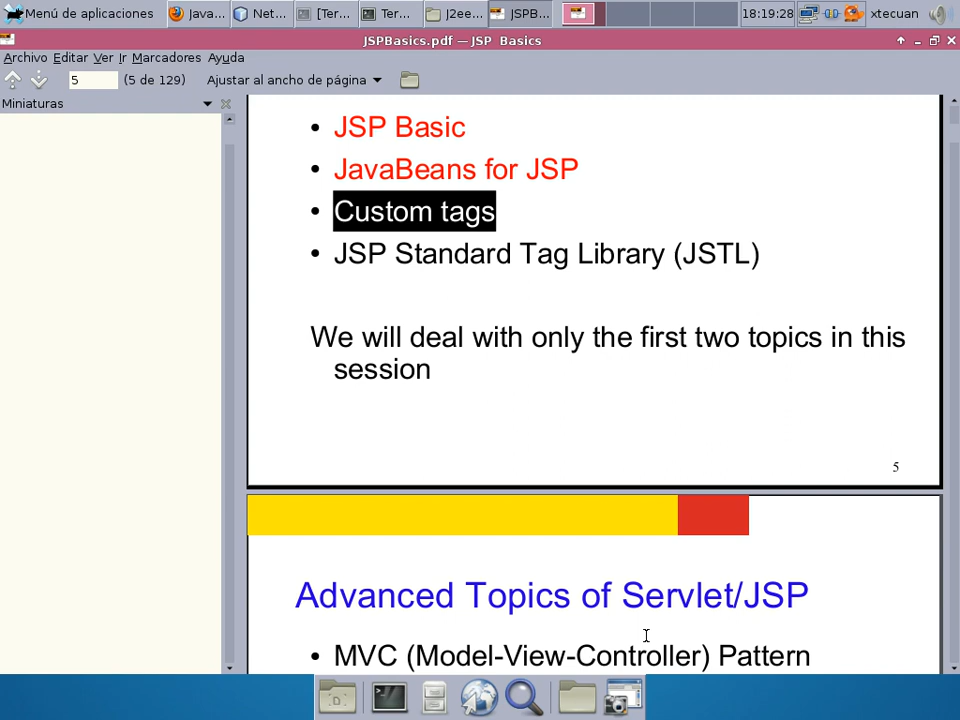 Menú de aplicaciones Java... Net... [Ter... Ter... J2ee... JSPB... 18:19:28 xtecuan
JSPBasics.pdf — JSP Basics
Archivo Editar Ver Ir Marcadores Ayuda
5 (5 de 129) Ajustar al ancho de página
Miniaturas
• JSP Basic
• JavaBeans for JSP
• Custom tags
• JSP Standard Tag Library (JSTL)
We will deal with only the first two topics in this
session
5
Advanced Topics of Servlet/JSP
• MVC (Model-View-Controller) Pattern